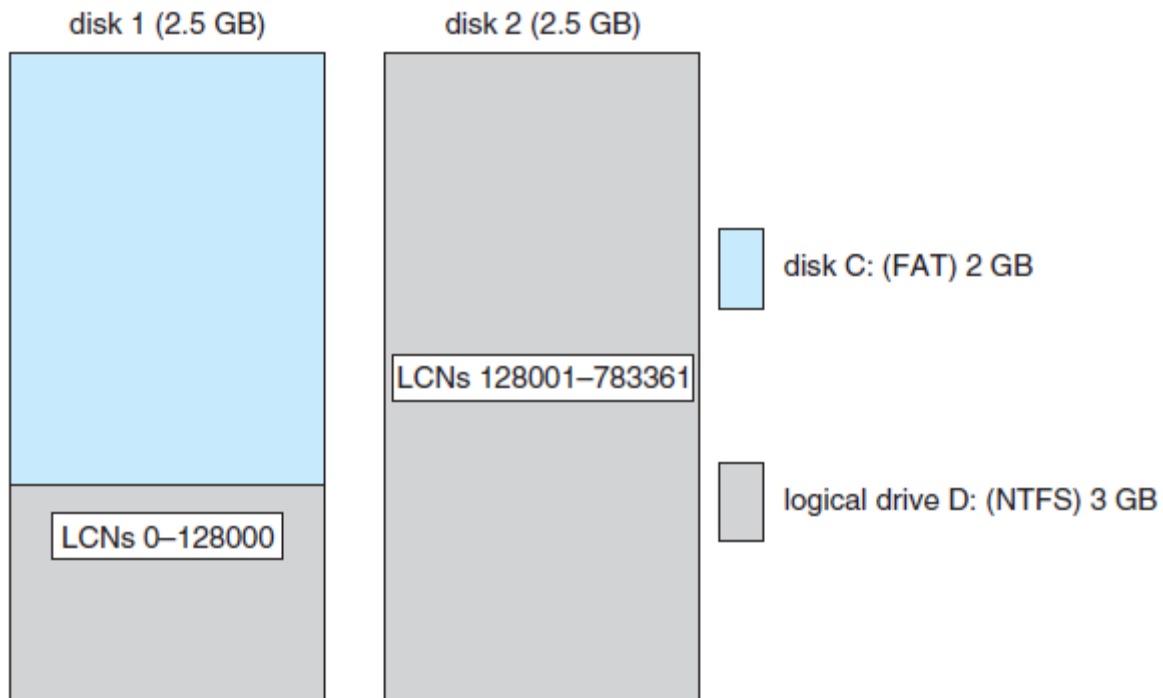 disk 1 (2.5 GB)
disk 2 (2.5 GB)
disk C: (FAT) 2 GB
LCNs 128001–783361
logical drive D: (NTFS) 3 GB
LCNs 0–128000